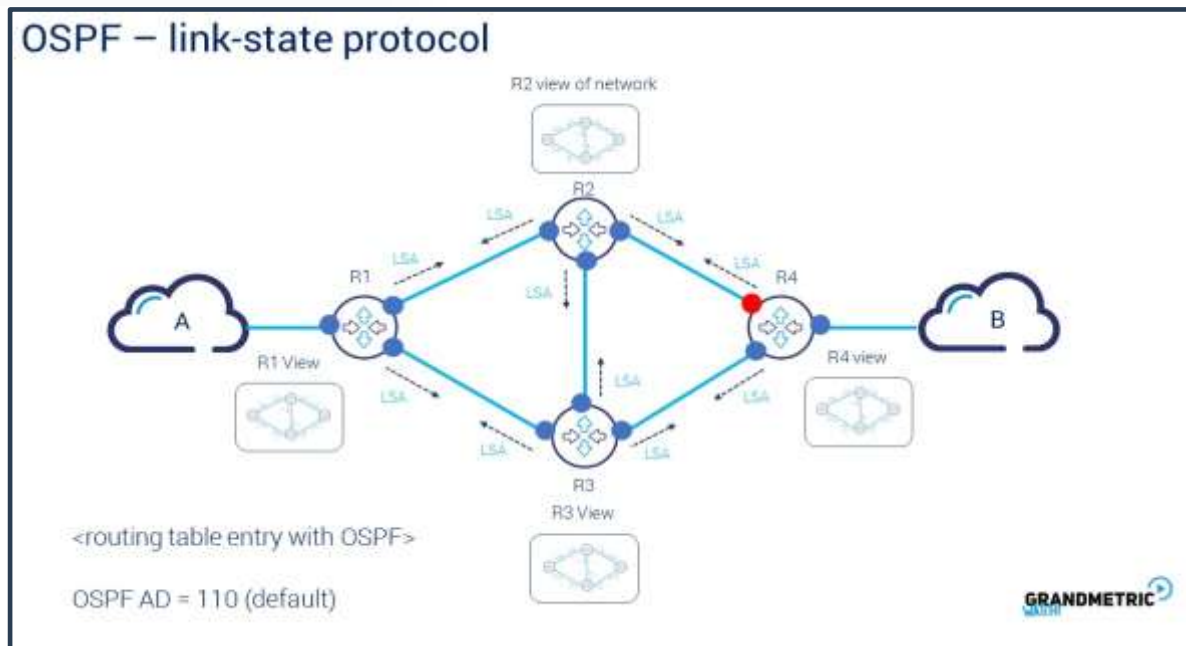 OSPF – link-state protocol
R2 view of network
R2
LSA
LSA
LSA
LSA
R1
R4
LSA
A
B
R1 View
R4 view
LSA
LSA
LSA
LSA
LSA
R3
R3 View
<routing table entry with OSPF>
OSPF AD = 110 (default)
GRANDMETRIC